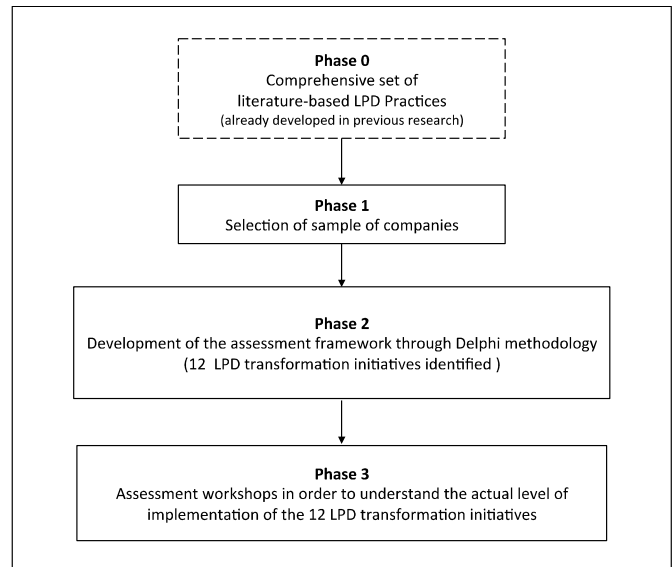 Phase 0
Comprehensive set of
literature-based LPD Practices
(already developed in previous research)
Phase 1
Selection of sample of companies
Phase 2
Development of the assessment framework through Delphi methodology
(12 LPD transformation initiatives identified )
Phase 3
Assessment workshops in order to understand the actual level of
implementation of the 12 LPD transformation initiatives